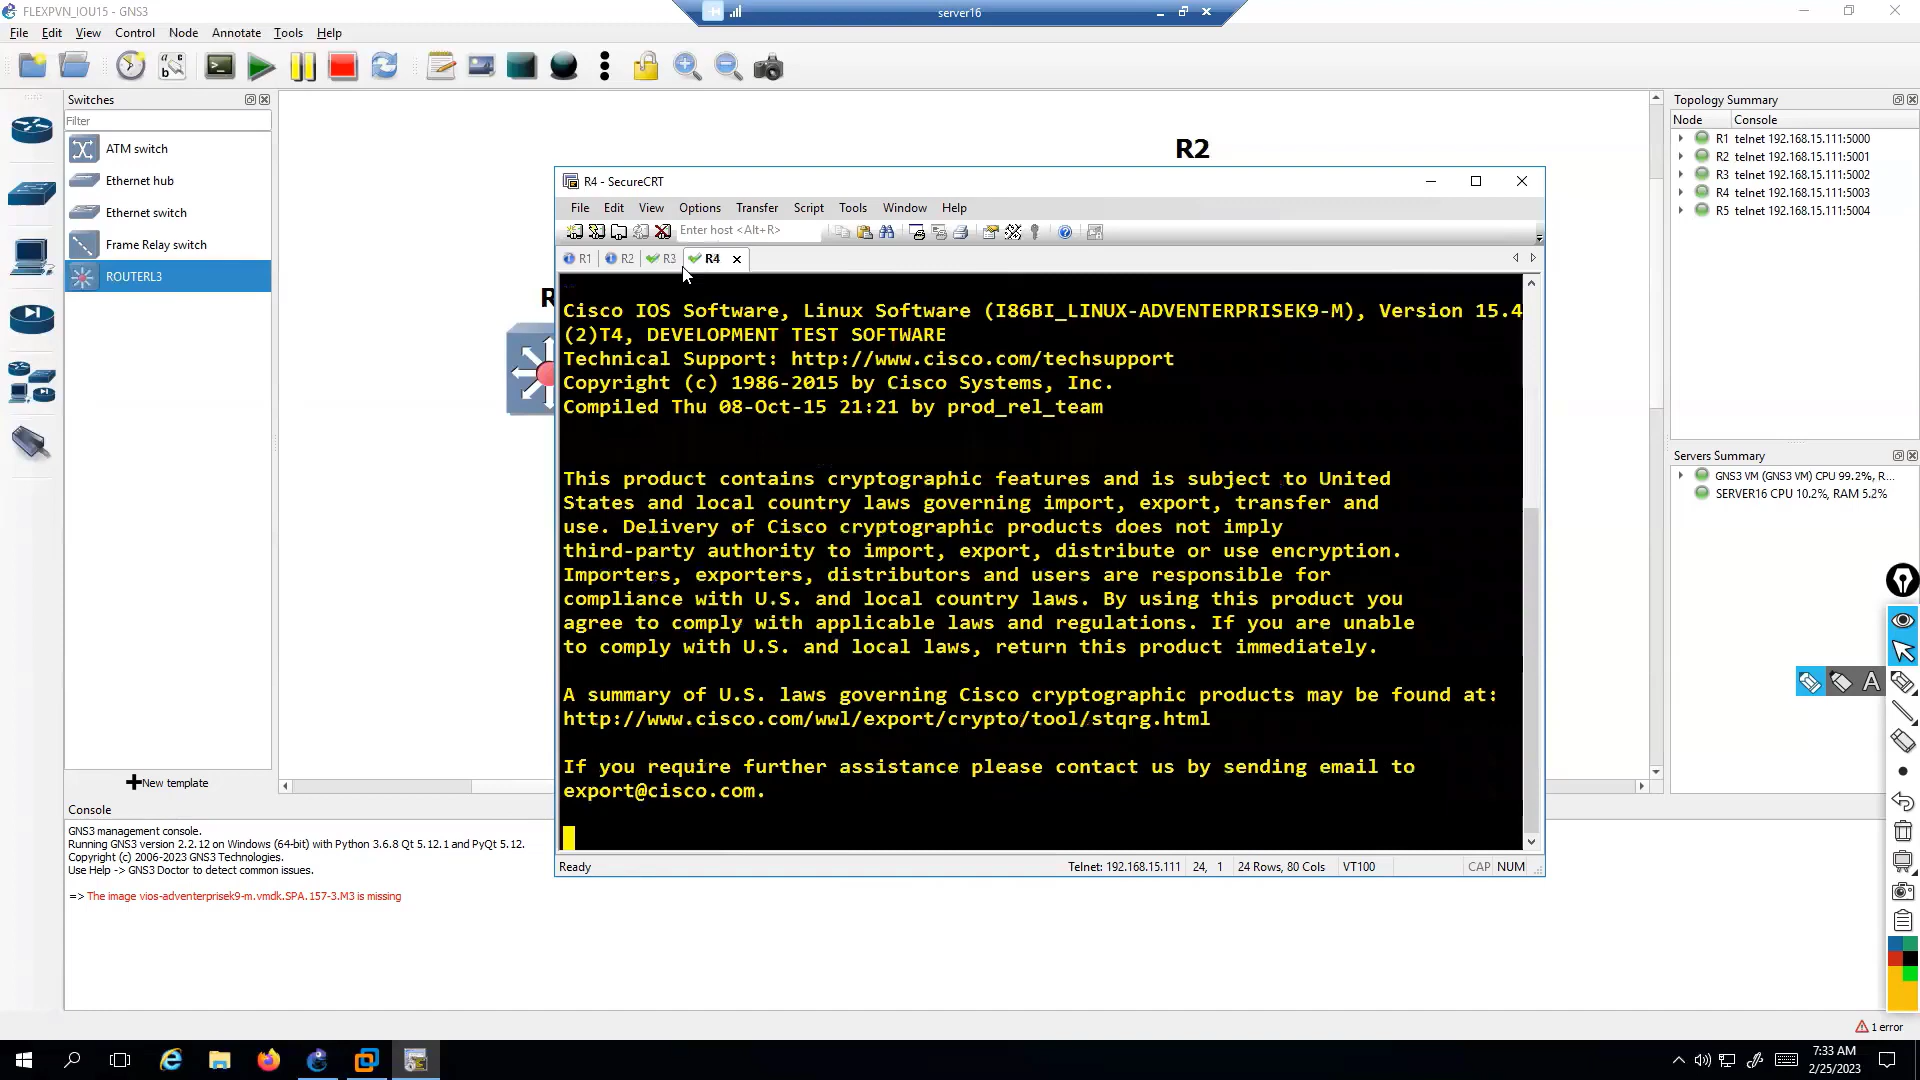 FLEXPVN_IOU15 - GNS3
server16
File Edit View Control Node Annotate Tools Help
Switches
Filter
ATM switch
Ethernet hub
Ethernet switch
Frame Relay switch
ROUTERL3
New template
R2
R
R4 - SecureCRT
File Edit View Options Transfer Script Tools Window Help
Enter host <Alt+R>
R1 R2 R3 R4
Cisco IOS Software, Linux Software (I86BI_LINUX-ADVENTERPRISEK9-M), Version 15.4
(2)T4, DEVELOPMENT TEST SOFTWARE
Technical Support: http://www.cisco.com/techsupport
Copyright (c) 1986-2015 by Cisco Systems, Inc.
Compiled Thu 08-Oct-15 21:21 by prod_rel_team
This product contains cryptographic features and is subject to United
States and local country laws governing import, export, transfer and
use. Delivery of Cisco cryptographic products does not imply
third-party authority to import, export, distribute or use encryption.
Importers, exporters, distributors and users are responsible for
compliance with U.S. and local country laws. By using this product you
agree to comply with applicable laws and regulations. If you are unable
to comply with U.S. and local laws, return this product immediately.
A summary of U.S. laws governing Cisco cryptographic products may be found at:
http://www.cisco.com/wwl/export/crypto/tool/stqrg.html
If you require further assistance please contact us by sending email to
export@cisco.com.
Ready Telnet: 192.168.15.111 24, 1 24 Rows, 80 Cols VT100 CAP NUM
Topology Summary
Node Console
R1 telnet 192.168.15.111:5000
R2 telnet 192.168.15.111:5001
R3 telnet 192.168.15.111:5002
R4 telnet 192.168.15.111:5003
R5 telnet 192.168.15.111:5004
Servers Summary
GNS3 VM (GNS3 VM) CPU 99.2%, R...
SERVER16 CPU 10.2%, RAM 5.2%
Console
GNS3 management console.
Running GNS3 version 2.2.12 on Windows (64-bit) with Python 3.6.8 Qt 5.12.1 and PyQt 5.12.
Copyright (c) 2006-2023 GNS3 Technologies.
Use Help -> GNS3 Doctor to detect common issues.
=> The image vios-adventerprisek9-m.vmdk.SPA.157-3.M3 is missing
1 error
7:33 AM
2/25/2023